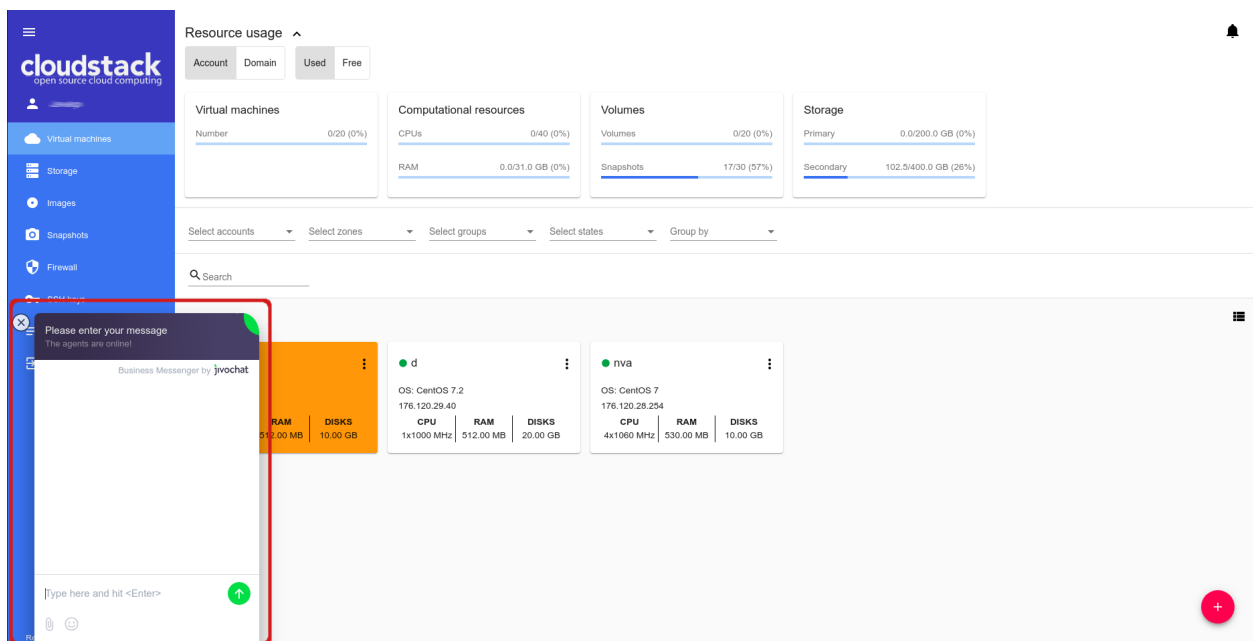 Resource usage
Account Domain Used Free
cloudstack
open source cloud computing
Virtual machines
Storage
Images
Snapshots
Firewall
Virtual machines
Number 0/20 (0%)
Computational resources
CPUs 0/40 (0%)
RAM 0.0/31.0 GB (0%)
Volumes
Volumes 0/20 (0%)
Snapshots 17/30 (57%)
Storage
Primary 0.0/200.0 GB (0%)
Secondary 102.5/400.0 GB (26%)
Select accounts Select zones Select groups Select states Group by
Search
Please enter your message
The agents are online!
Business Messenger by jivochat
Type here and hit <Enter>
RAM DISKS
512.00 MB 10.00 GB
d
OS: CentOS 7.2
176.120.29.40
CPU RAM DISKS
1x1000 MHz 512.00 MB 20.00 GB
nva
OS: CentOS 7
176.120.28.254
CPU RAM DISKS
4x1060 MHz 530.00 MB 10.00 GB